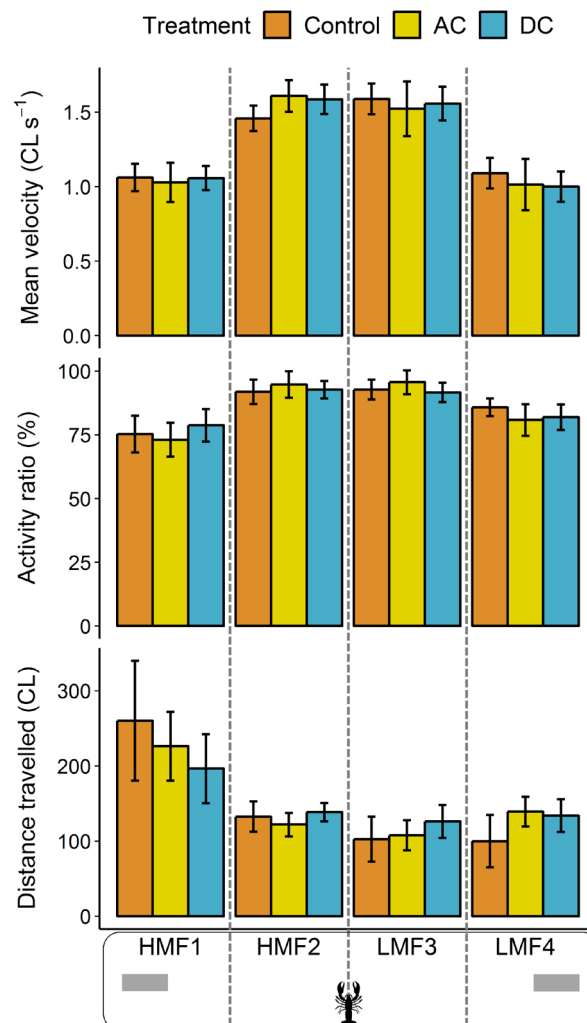 Treatment Control AC DC
Mean velocity (CL s⁻¹)
1.5
1.0
0.5
0.0
Activity ratio (%)
100
75
50
25
0
Distance travelled (CL)
300
200
100
0
HMF1 HMF2 LMF3 LMF4